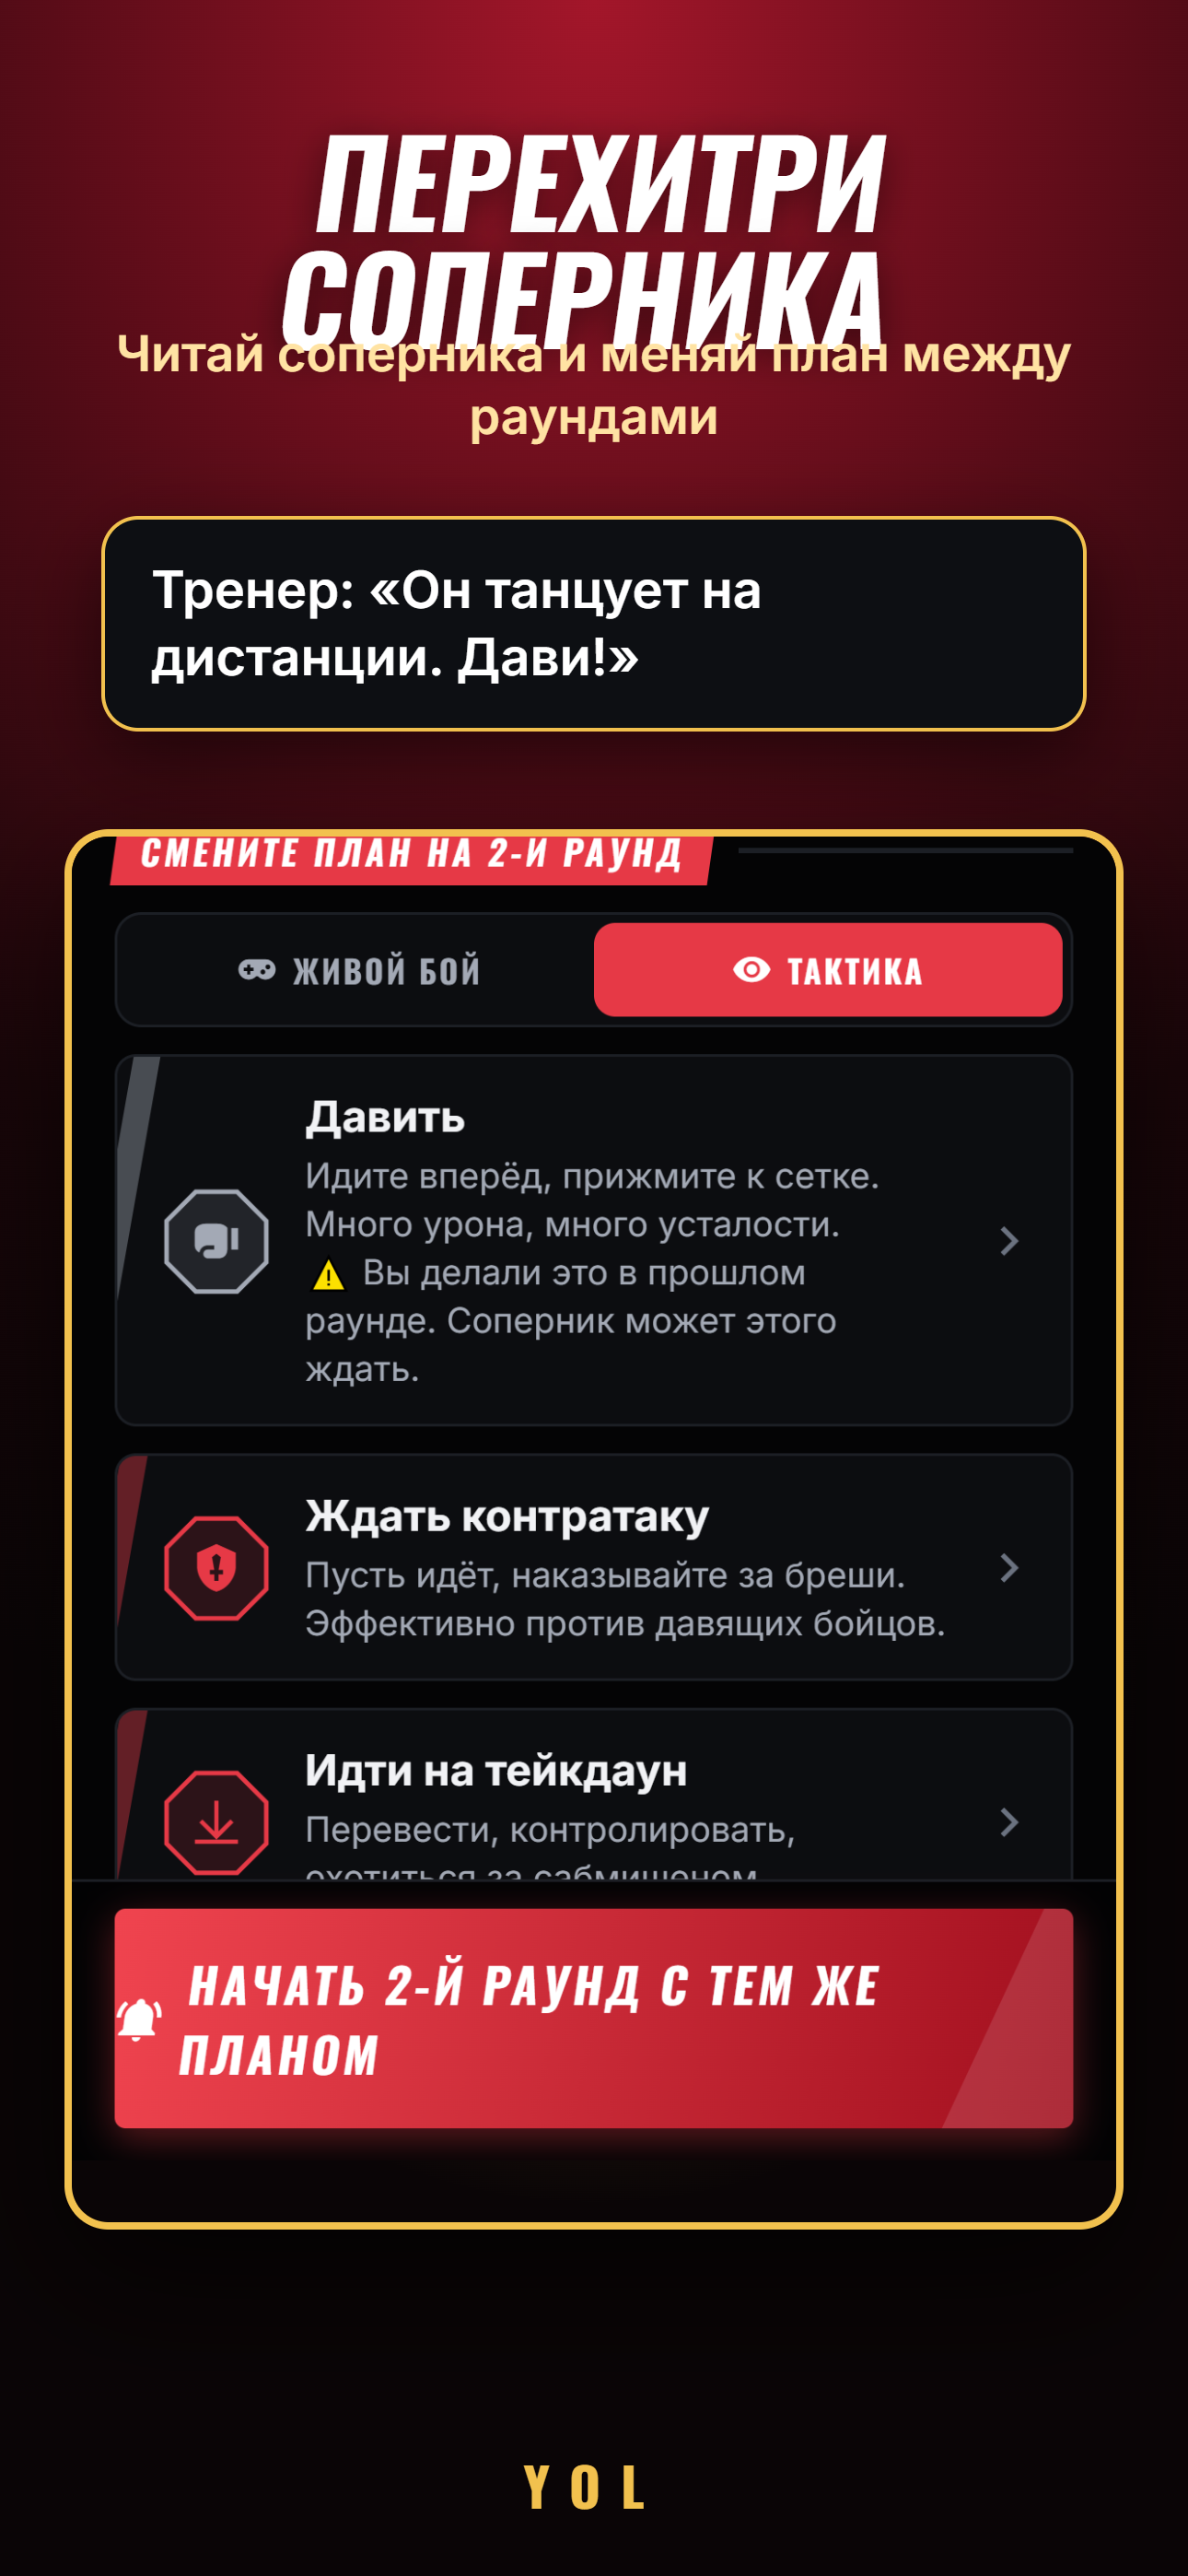 ПЕРЕХИТРИ
СОПЕРНИКА
Читай соперника и меняй план между
раундами
Тренер: «Он танцует на
дистанции. Дави!»
СМЕНИТЕ ПЛАН НА 2-Й РАУНД
ЖИВОЙ БОЙ
ТАКТИКА
Давить
Идите вперёд, прижмите к сетке.
Много урона, много усталости.
⚠️ Вы делали это в прошлом
раунде. Соперник может этого
ждать.
Ждать контратаку
Пусть идёт, наказывайте за бреши.
Эффективно против давящих бойцов.
Идти на тейкдаун
Перевести, контролировать,
охотиться за сабмишеном.
НАЧАТЬ 2-Й РАУНД С ТЕМ ЖЕ
ПЛАНОМ
YOL